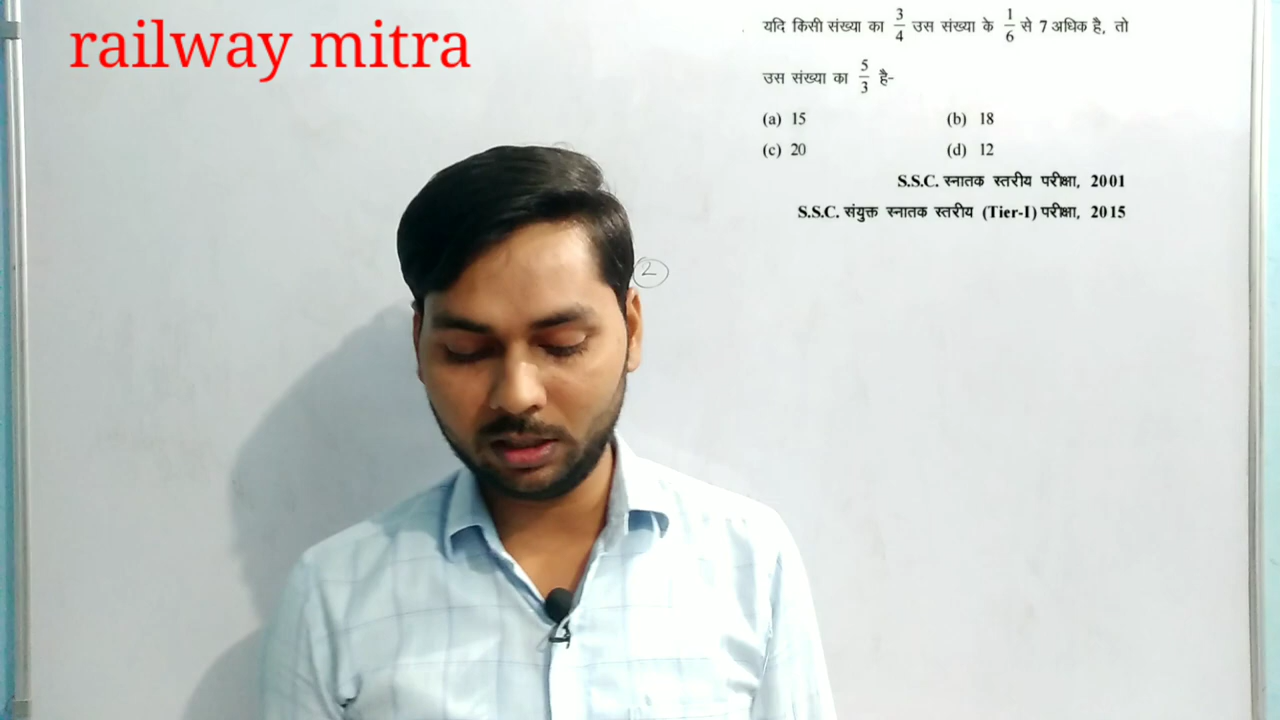 railway mitra
यदि किसी संख्या का 3/4 उस संख्या के 1/6 से 7 अधिक है, तो
उस संख्या का 5/3 है-
(a) 15 (b) 18
(c) 20 (d) 12
S.S.C. स्नातक स्तरीय परीक्षा, 2001
S.S.C. संयुक्त स्नातक स्तरीय (Tier-I) परीक्षा, 2015
2